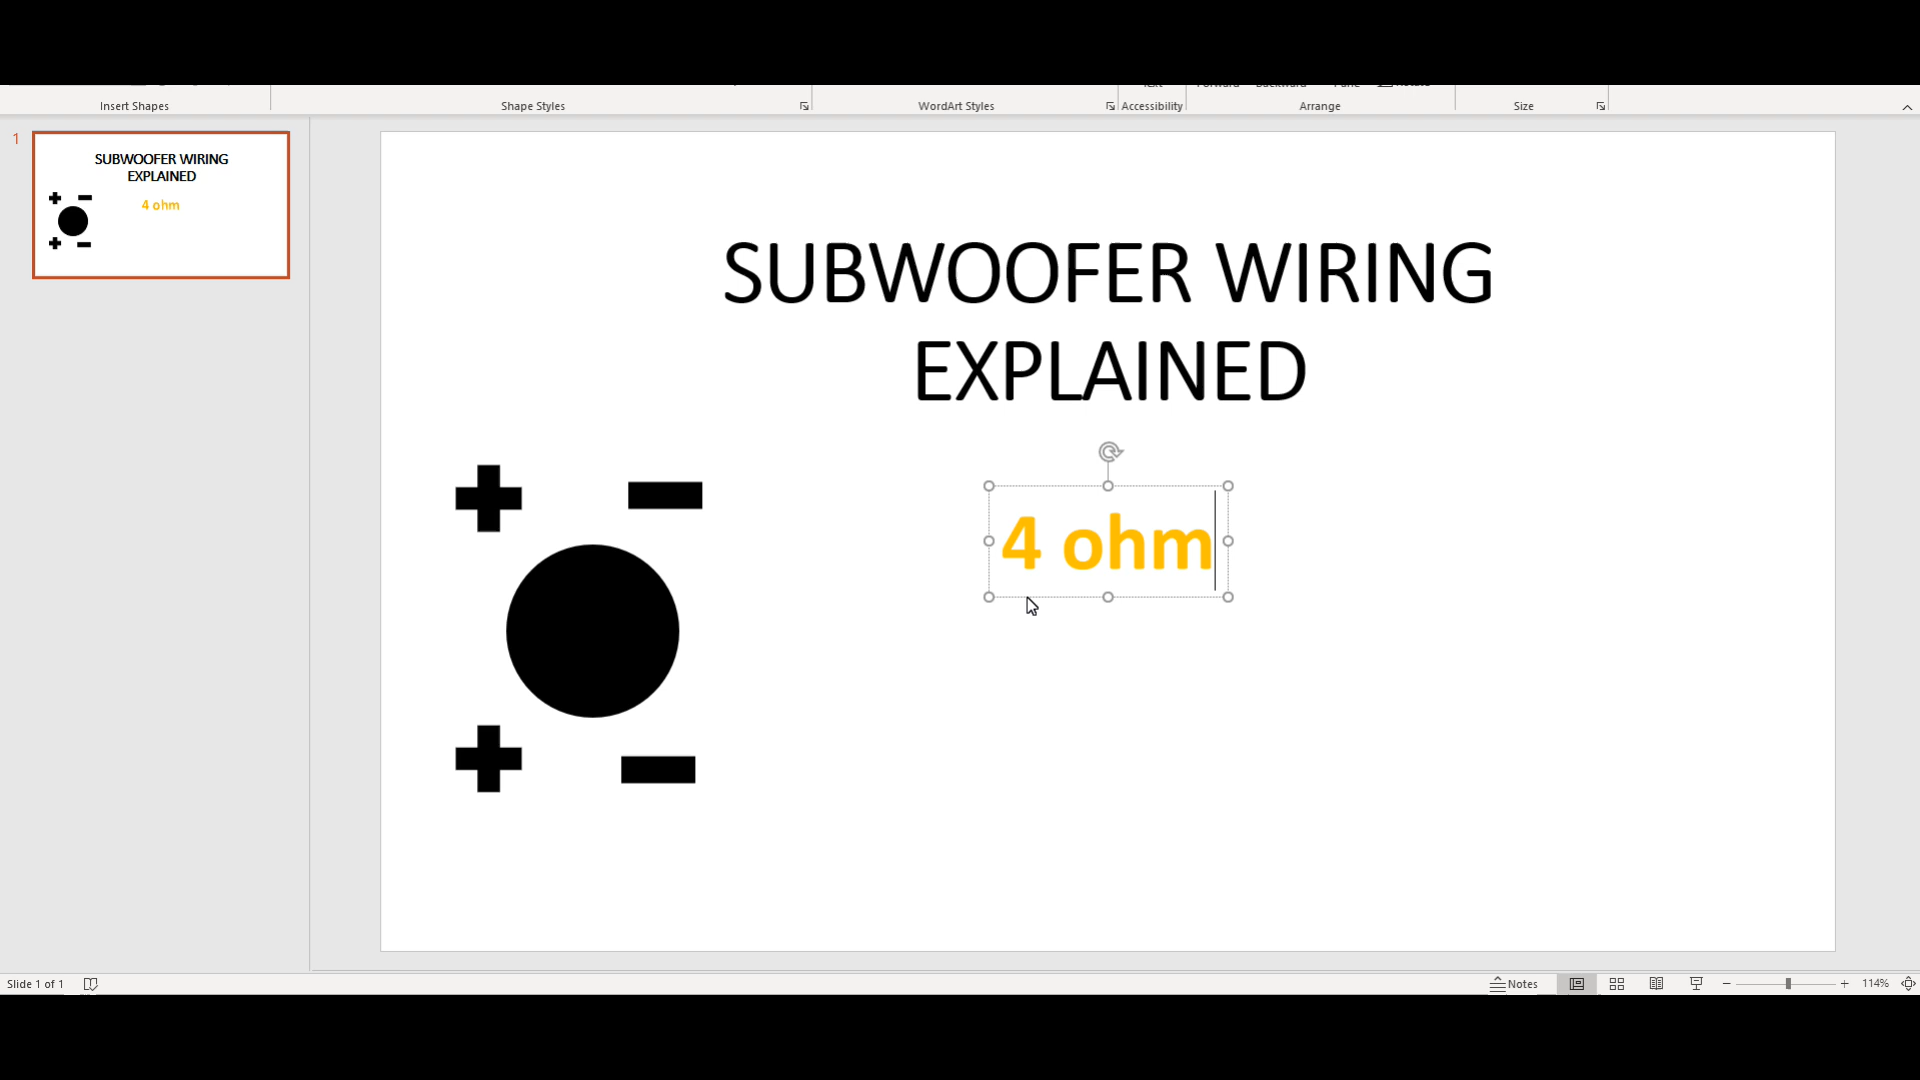 Insert Shapes
Shape Styles
WordArt Styles
Accessibility
Arrange
Size
1
SUBWOOFER WIRING
EXPLAINED
4 ohm
SUBWOOFER WIRING
EXPLAINED
4 ohm
Slide 1 of 1
Notes
114%